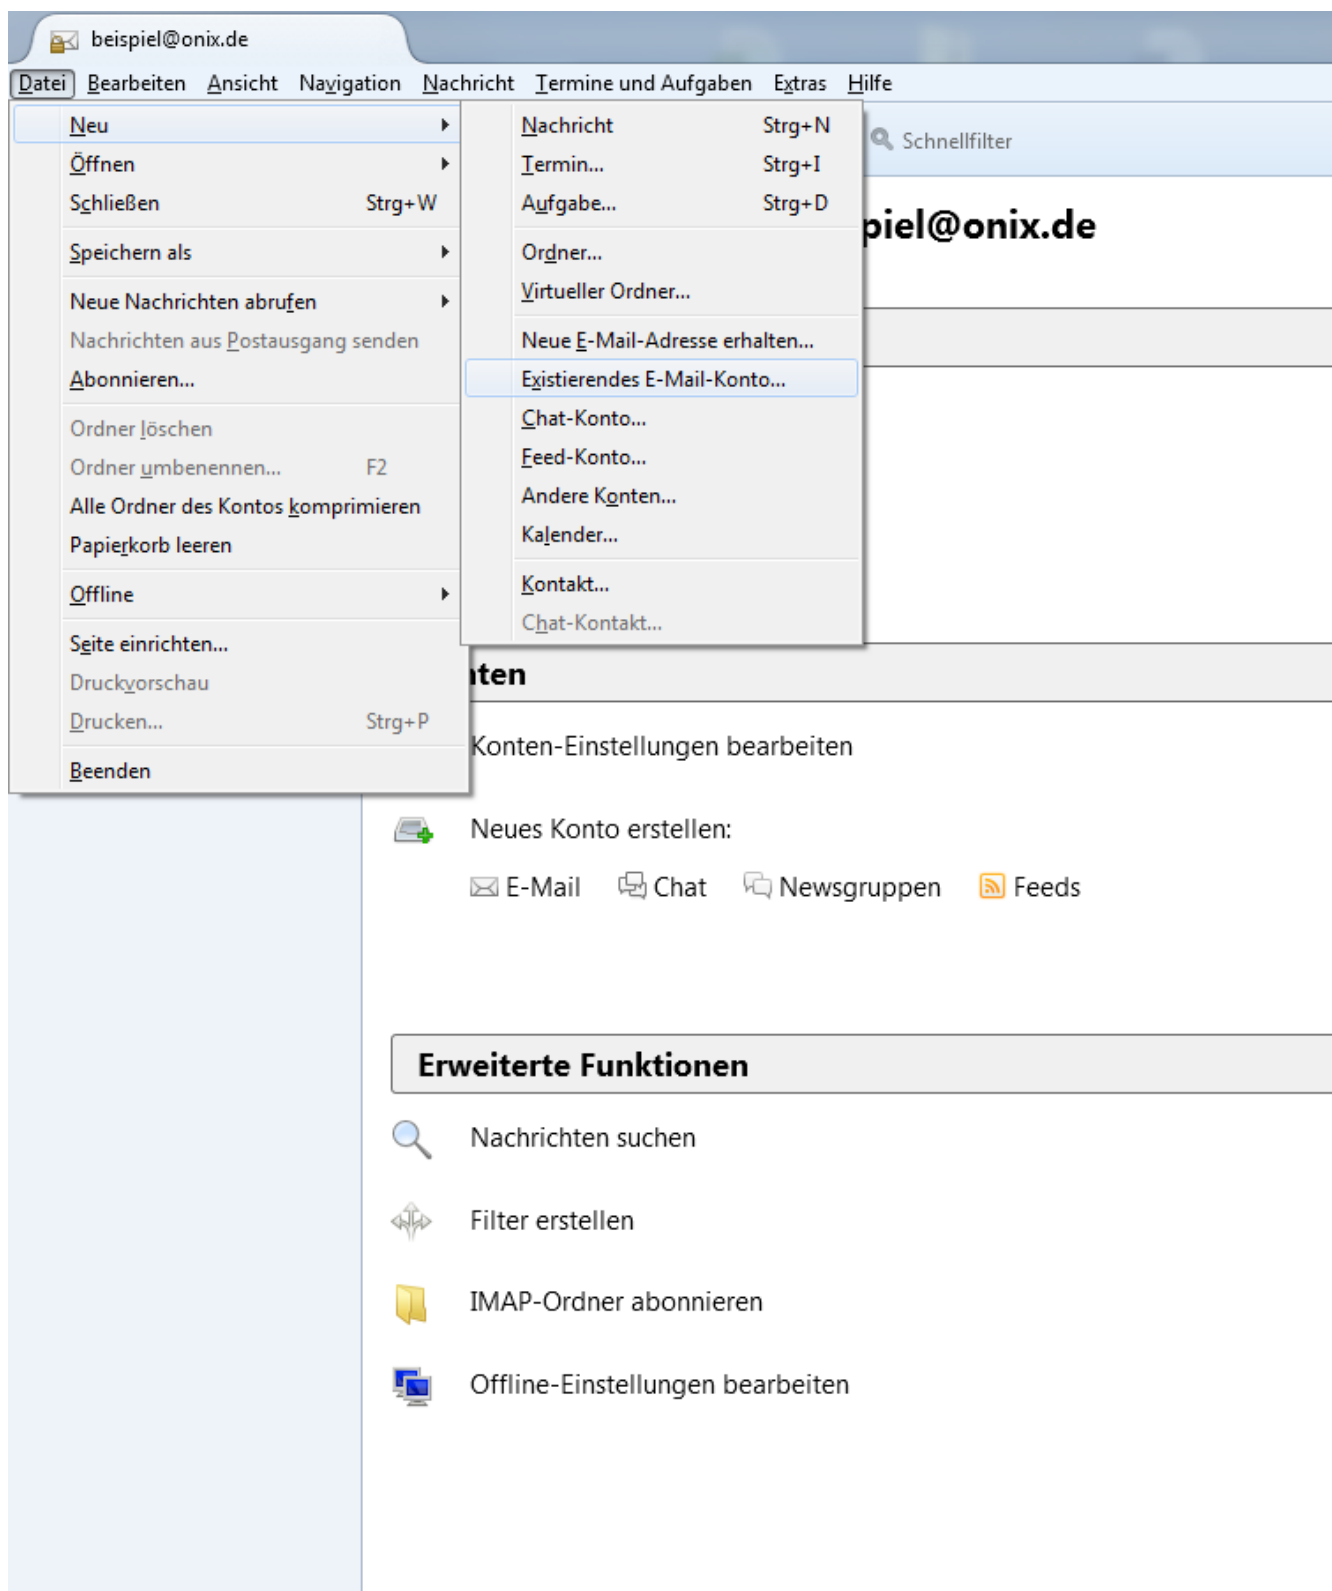 beispiel@onix.de
Datei Bearbeiten Ansicht Navigation Nachricht Termine und Aufgaben Extras Hilfe
Neu
Öffnen
Schließen Strg+W
Speichern als
Neue Nachrichten abrufen
Nachrichten aus Postausgang senden
Abonnieren...
Ordner löschen
Ordner umbenennen... F2
Alle Ordner des Kontos komprimieren
Papierkorb leeren
Offline
Seite einrichten...
Druckvorschau
Drucken... Strg+P
Beenden
Nachricht Strg+N
Termin... Strg+I
Aufgabe... Strg+D
Ordner...
Virtueller Ordner...
Neue E-Mail-Adresse erhalten...
Existierendes E-Mail-Konto...
Chat-Konto...
Feed-Konto...
Andere Konten...
Kalender...
Kontakt...
Chat-Kontakt...
Schnellfilter
piel@onix.de
nten
Konten-Einstellungen bearbeiten
Neues Konto erstellen:
E-Mail Chat Newsgruppen Feeds
Erweiterte Funktionen
Nachrichten suchen
Filter erstellen
IMAP-Ordner abonnieren
Offline-Einstellungen bearbeiten